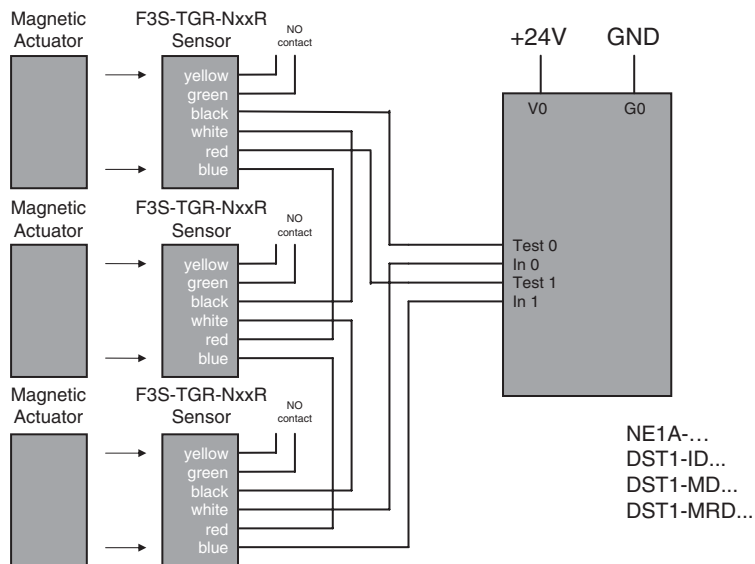 Magnetic
Actuator
F3S-TGR-NxxR
Sensor
NO
contact
yellow
green
black
white
red
blue
Magnetic
Actuator
F3S-TGR-NxxR
Sensor
NO
contact
yellow
green
black
white
red
blue
Magnetic
Actuator
F3S-TGR-NxxR
Sensor
NO
contact
yellow
green
black
white
red
blue
+24V
GND
V0
G0
Test 0
In 0
Test 1
In 1
NE1A-...
DST1-ID...
DST1-MD...
DST1-MRD...